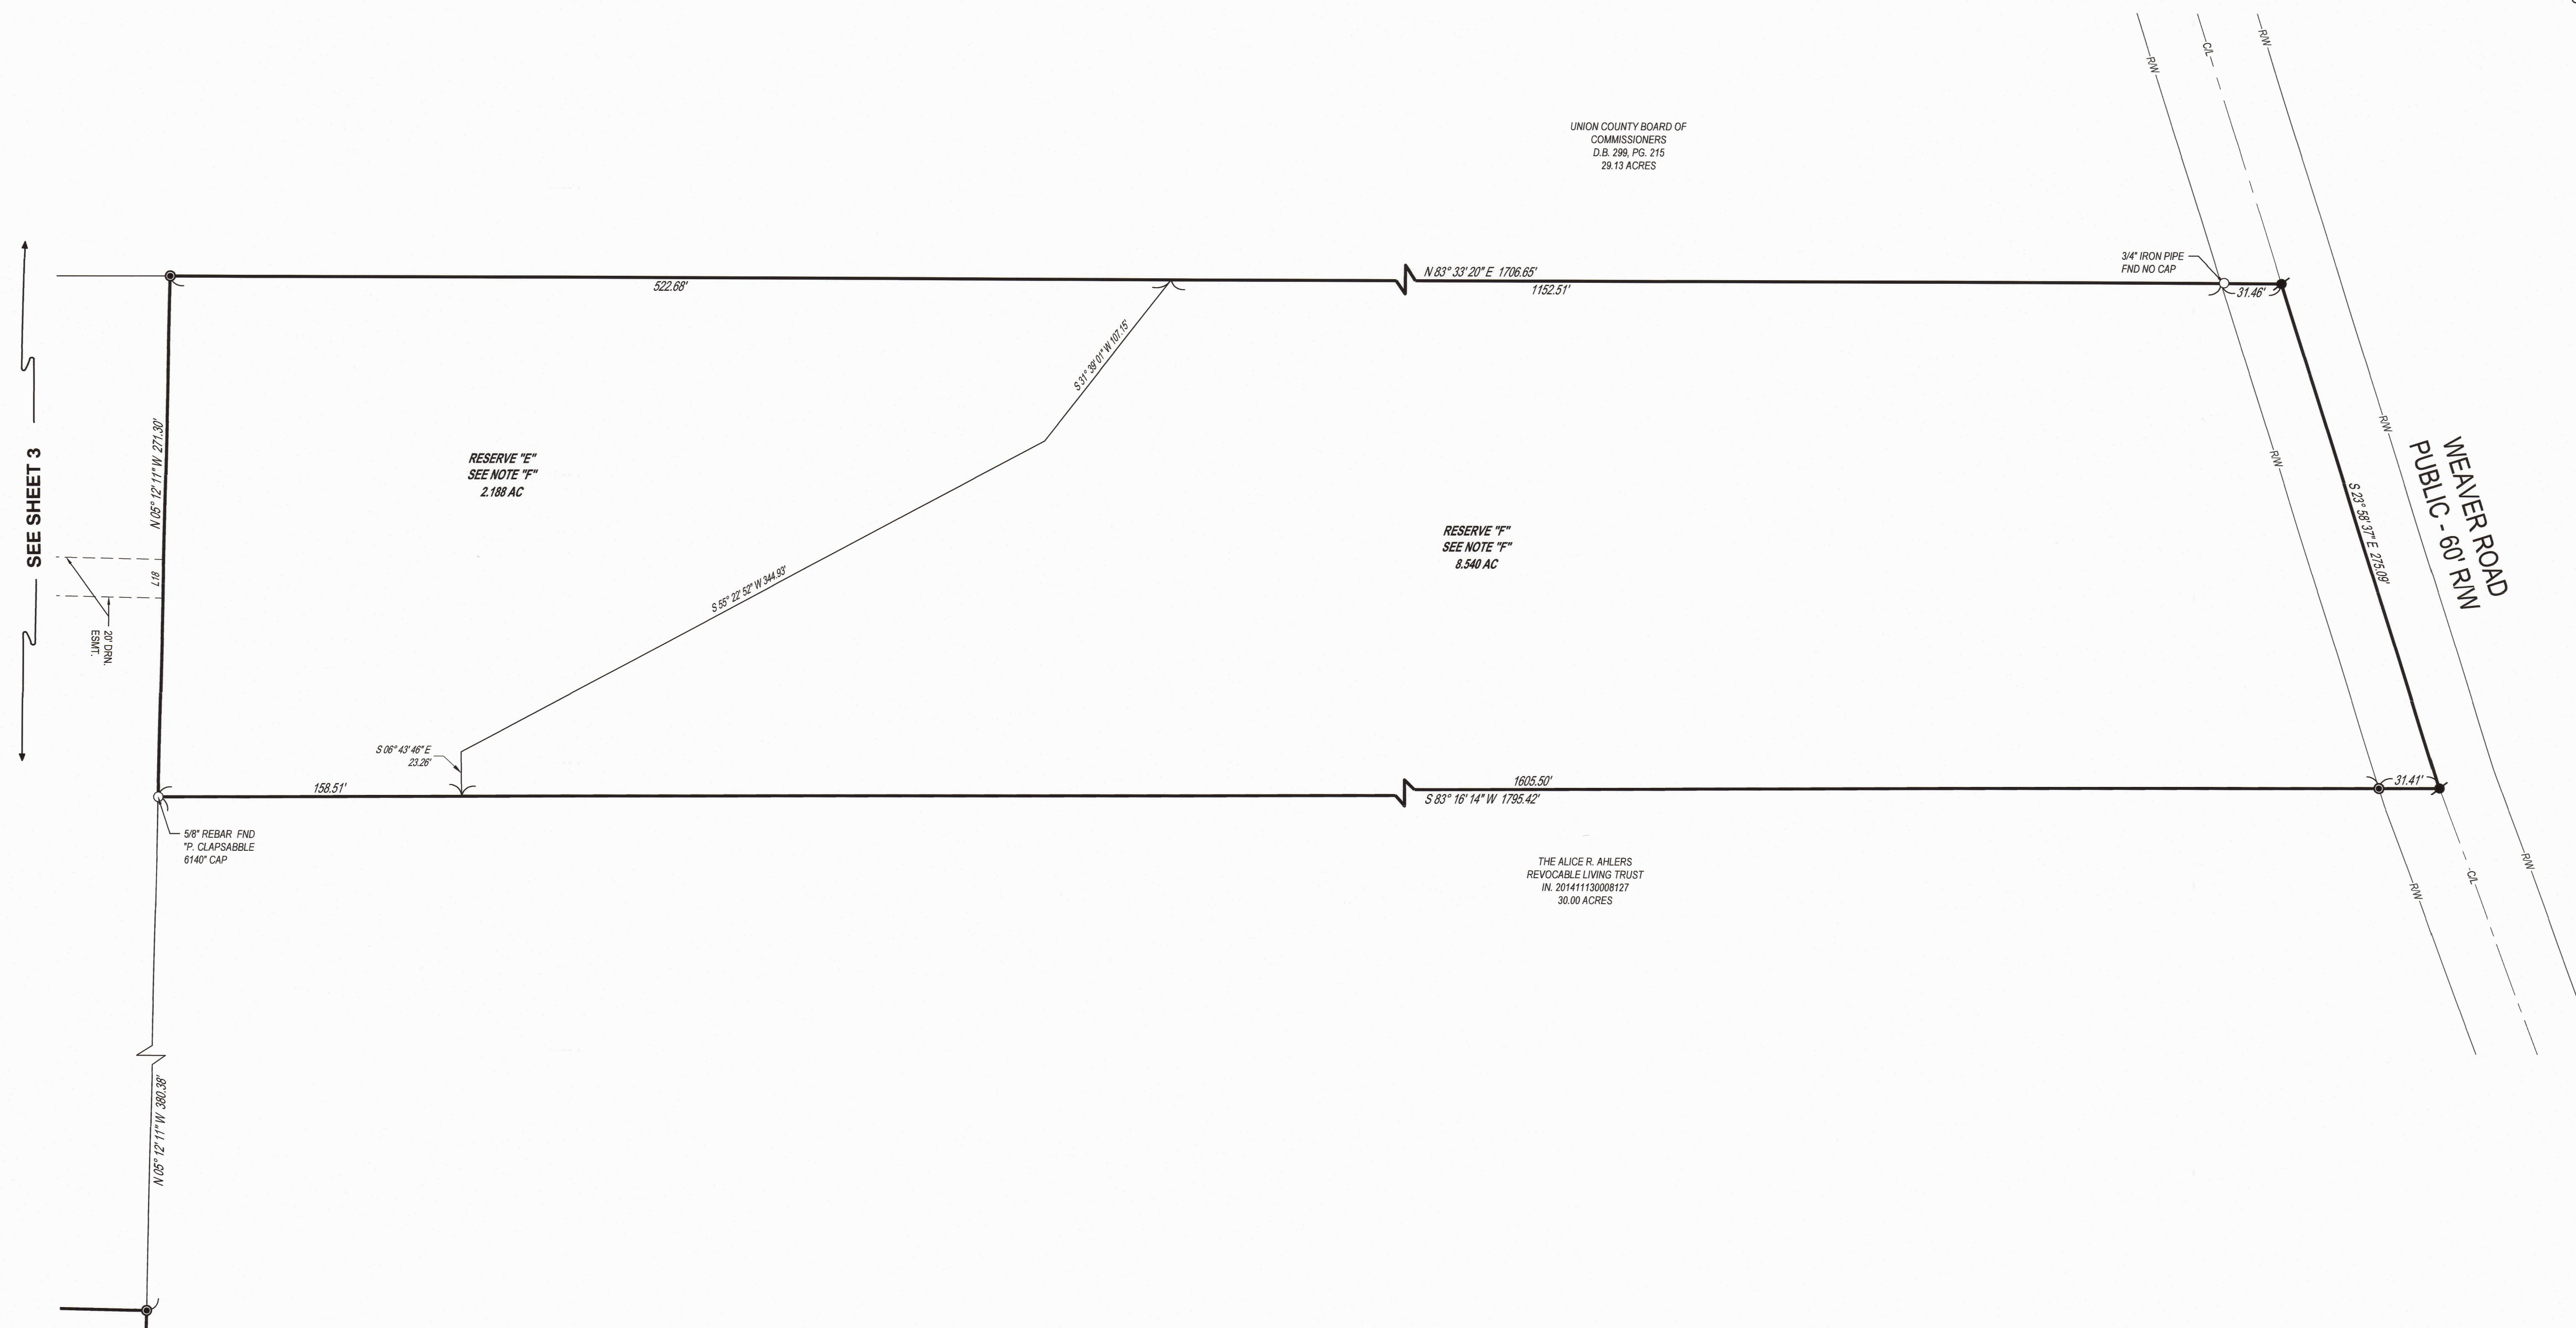 R/W
C/L
R/W
UNION COUNTY BOARD OF
COMMISSIONERS
D.B. 299, PG. 215
29.13 ACRES
3/4" IRON PIPE
FND NO CAP
N 83° 33' 20" E 1706.65'
522.68'
1152.51'
31.46'
S 31° 39' 01" W 107.15'
SEE SHEET 3
N 05° 12' 11" W 271.30'
RESERVE "E"
SEE NOTE "F"
2.188 AC
R/W
R/W
WEAVER ROAD
PUBLIC - 60' R/W
S 23° 58' 37" E 275.09'
RESERVE "F"
SEE NOTE "F"
8.540 AC
L18
S 55° 22' 52" W 344.93'
20' DRN.
ESMT.
S 06° 43' 46" E
23.26'
158.51'
1605.50'
31.41'
S 83° 16' 14" W 1795.42'
5/8" REBAR FND
"P. CLAPSABBLE
6140" CAP
THE ALICE R. AHLERS
REVOCABLE LIVING TRUST
IN. 201411130008127
30.00 ACRES
R/W
C/L
R/W
N 05° 12' 11" W 380.38'